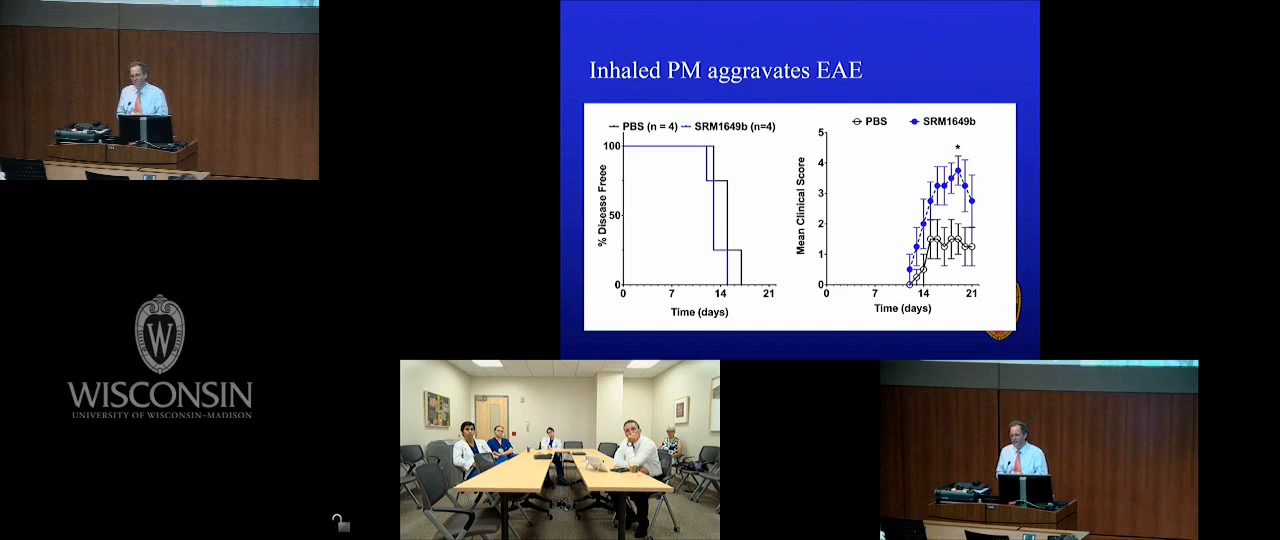 Inhaled PM aggravates EAE
PBS (n = 4) SRM1649b (n=4)
100
50
0
% Disease Freee
0 7 14 21
Time (days)
PBS SRM1649b
*
5
4
3
2
1
0
Mean Clinical Score
0 7 14 21
Time (days)
W
WISCONSIN
UNIVERSITY OF WISCONSIN–MADISON